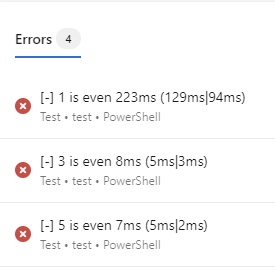 Errors 4
[-] 1 is even 223ms (129ms|94ms)
Test • test • PowerShell
[-] 3 is even 8ms (5ms|3ms)
Test • test • PowerShell
[-] 5 is even 7ms (5ms|2ms)
Test • test • PowerShell